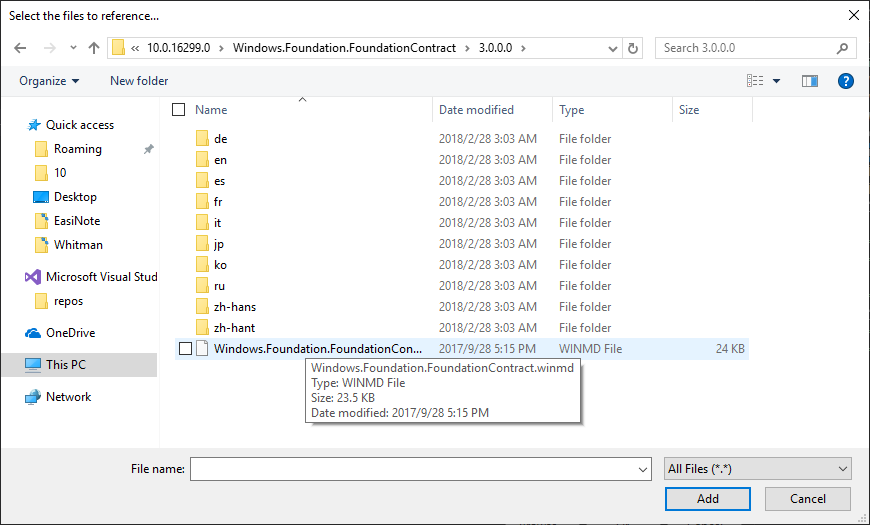 Select the files to reference...
« 10.0.16299.0 > Windows.Foundation.FoundationContract > 3.0.0.0 >
Search 3.0.0.0
Organize
New folder
Name
Date modified
Type
Size
Quick access
Roaming
10
Desktop
EasiNote
Whitman
Microsoft Visual Stud
repos
OneDrive
This PC
Network
de 2018/2/28 3:03 AM File folder
en 2018/2/28 3:03 AM File folder
es 2018/2/28 3:03 AM File folder
fr 2018/2/28 3:03 AM File folder
it 2018/2/28 3:03 AM File folder
jp 2018/2/28 3:03 AM File folder
ko 2018/2/28 3:03 AM File folder
ru 2018/2/28 3:03 AM File folder
zh-hans 2018/2/28 3:03 AM File folder
zh-hant 2018/2/28 3:03 AM File folder
Windows.Foundation.FoundationCon... 2017/9/28 5:15 PM WINMD File 24 KB
Windows.Foundation.FoundationContract.winmd
Type: WINMD File
Size: 23.5 KB
Date modified: 2017/9/28 5:15 PM
File name:
All Files (*.*)
Add
Cancel